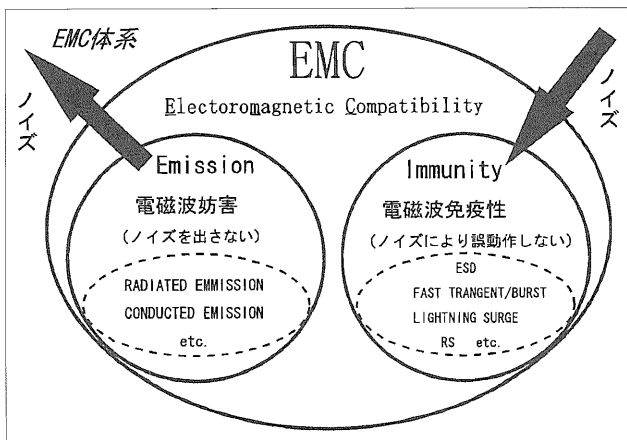 EMC体系
EMC
Electoromagnetic Compatibility
ノイズ
ノイズ
Emission
電磁波妨害
(ノイズを出さない)
RADIATED EMMISSION
CONDUCTED EMISSION
etc.
Immunity
電磁波免疫性
(ノイズにより誤動作しない)
ESD
FAST TRANGENT/BURST
LIGHTNING SURGE
RS etc.